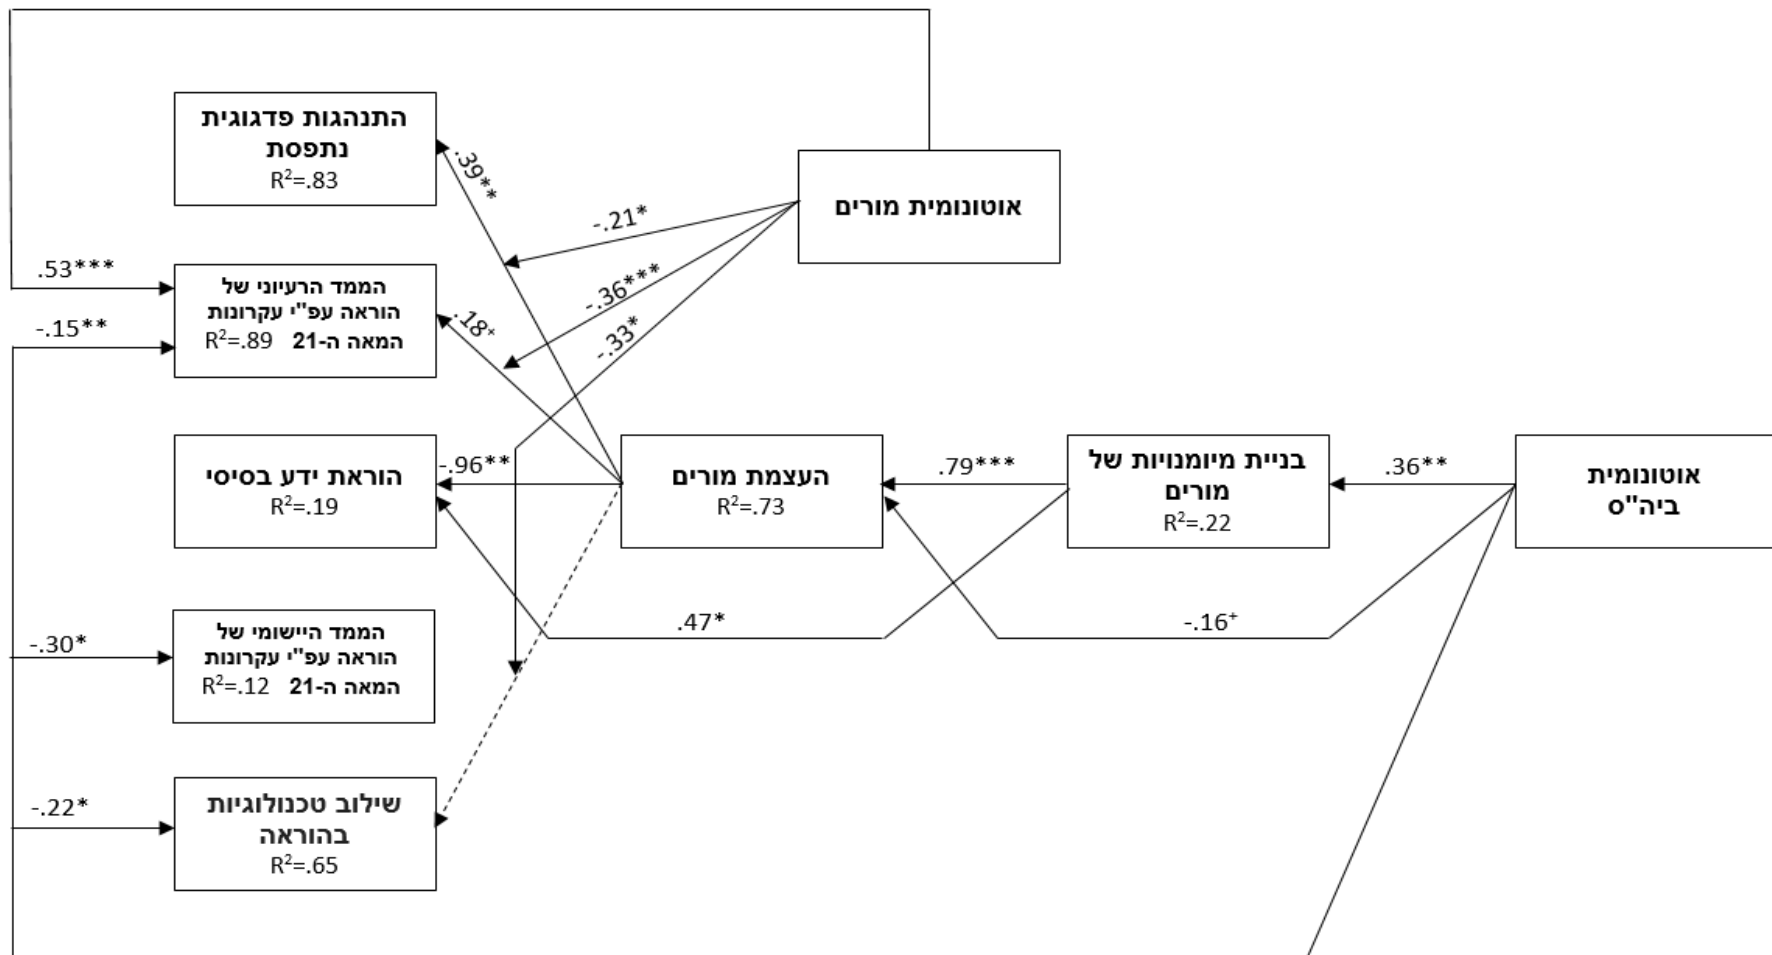 התנהגות פדגוגית
נתפסת
R²=.83
אוטונומית מורים
.39**
-.21*
-.36***
-.33*
.53***
-.15**
הממד הרעיוני של
הוראה עפ"י עקרונות
המאה ה-21 R²=.89
.18⁺
אוטונומית
ביה"ס
.36**
בניית מיומנויות של
מורים
R²=.22
.79***
העצמת מורים
R²=.73
-.96**
הוראת ידע בסיסי
R²=.19
-.16⁺
.47*
-.30*
הממד היישומי של
הוראה עפ"י עקרונות
המאה ה-21 R²=.12
-.22*
שילוב טכנולוגיות
בהוראה
R²=.65